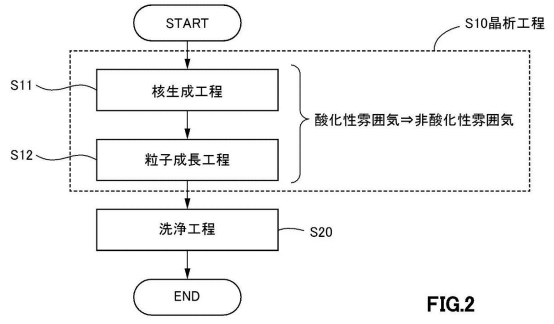 START
S10晶析工程
S11
核生成工程
酸化性雰囲気⇒非酸化性雰囲気
S12
粒子成長工程
洗浄工程
S20
END
FIG.2